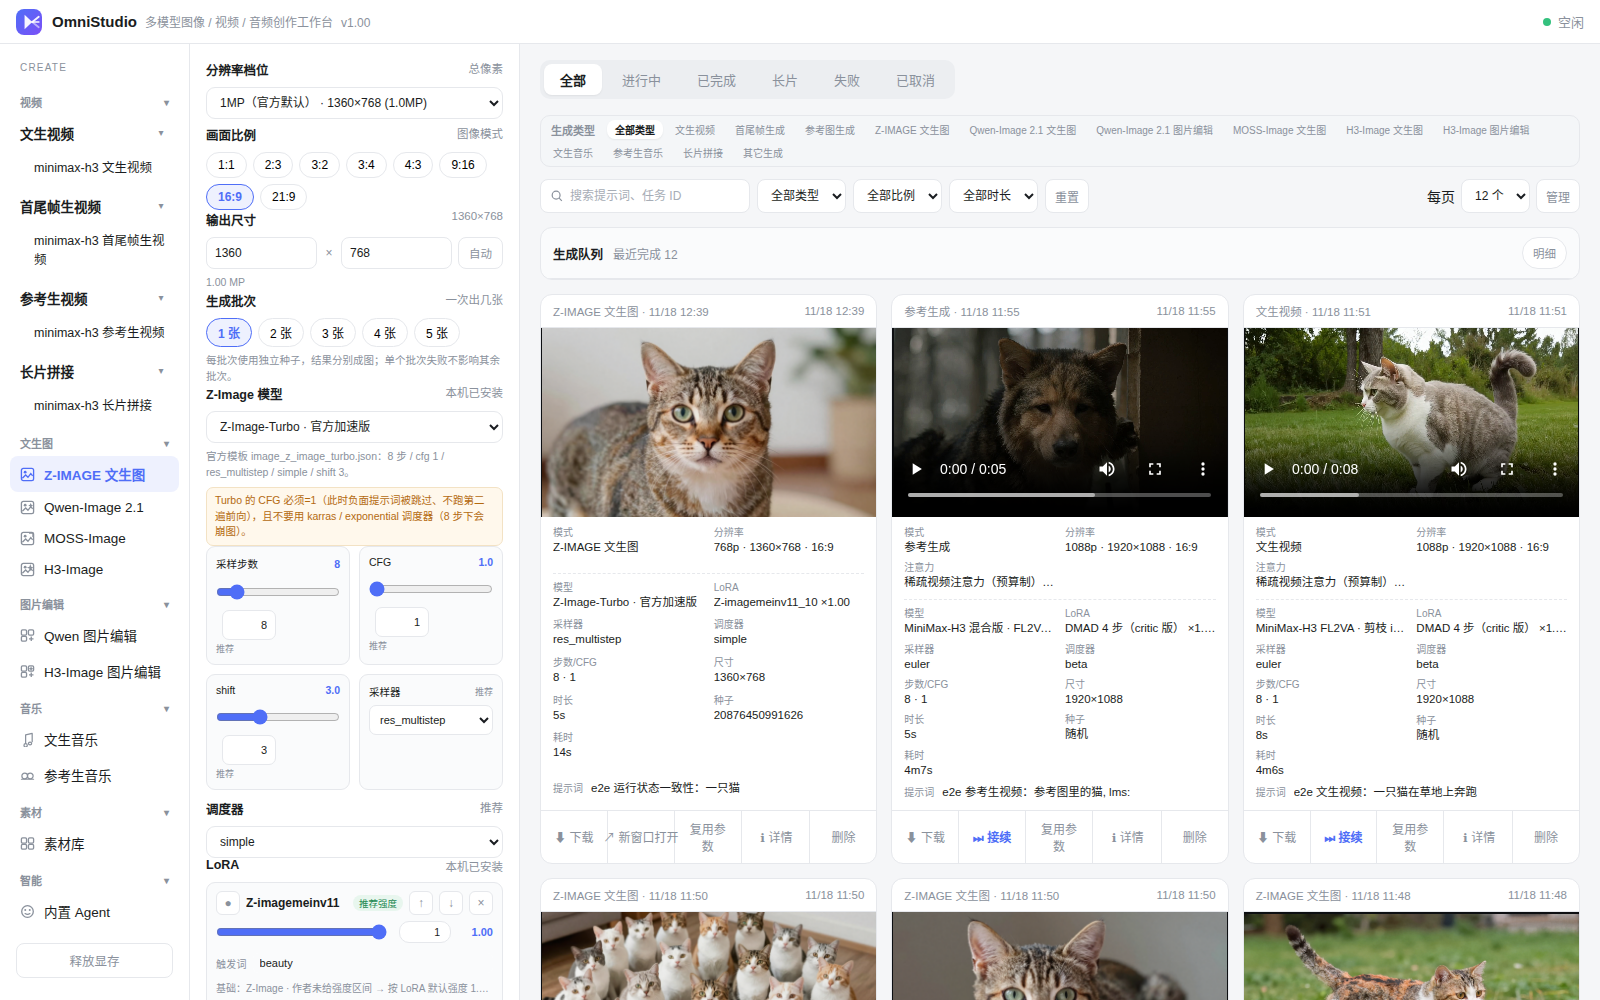 OmniStudio 多模型图像 / 视频 / 音频创作工作台 v1.00
空闲
CREATE
视频
文生视频
minimax-h3 文生视频
首尾帧生视频
minimax-h3 首尾帧生视
频
参考生视频
minimax-h3 参考生视频
长片拼接
minimax-h3 长片拼接
文生图
Z-IMAGE 文生图
Qwen-Image 2.1
MOSS-Image
H3-Image
图片编辑
Qwen 图片编辑
H3-Image 图片编辑
音乐
文生音乐
参考生音乐
素材
素材库
智能
内置 Agent
释放显存
分辨率档位 总像素
1MP（官方默认） · 1360×768 (1.0MP)
画面比例 图像模式
1:1 2:3 3:2 3:4 4:3 9:16
16:9 21:9
输出尺寸 1360×768
1360 × 768 自动
1.00 MP
生成批次 一次出几张
1 张 2 张 3 张 4 张 5 张
每批次使用独立种子，结果分别成图；单个批次失败不影响其余
批次。
Z-Image 模型 本机已安装
Z-Image-Turbo · 官方加速版
官方模板 image_z_image_turbo.json：8 步 / cfg 1 /
res_multistep / simple / shift 3。
Turbo 的 CFG 必须=1（此时负面提示词被跳过、不跑第二
遍前向），且不要用 karras / exponential 调度器（8 步下会
崩图）。
采样步数 8
8
推荐
CFG 1.0
1
推荐
shift 3.0
3
推荐
采样器 推荐
res_multistep
调度器 推荐
simple
LoRA 本机已安装
● Z-imagemeinv11 推荐强度 ↑ ↓ ×
1 1.00
触发词 beauty
基础：Z-Image · 作者未给强度区间 → 按 LoRA 默认强度 1.…
全部 进行中 已完成 长片 失败 已取消
生成类型 全部类型 文生视频 首尾帧生成 参考图生成 Z-IMAGE 文生图 Qwen-Image 2.1 文生图 Qwen-Image 2.1 图片编辑 MOSS-Image 文生图 H3-Image 文生图 H3-Image 图片编辑
文生音乐 参考生音乐 长片拼接 其它生成
搜索提示词、任务 ID 全部类型 全部比例 全部时长 重置 每页 12 个 管理
生成队列 最近完成 12 明细
Z-IMAGE 文生图 · 11/18 12:39 11/18 12:39
模式 分辨率
Z-IMAGE 文生图 768p · 1360×768 · 16:9
模型 LoRA
Z-Image-Turbo · 官方加速版 Z-imagemeinv11_10 ×1.00
采样器 调度器
res_multistep simple
步数/CFG 尺寸
8 · 1 1360×768
时长 种子
5s 20876450991626
耗时
14s
提示词 e2e 运行状态一致性：一只猫
下载 ↗ 新窗口打开 复用参数 ℹ 详情 删除
参考生成 · 11/18 11:55 11/18 11:55
0:00 / 0:05
模式 分辨率
参考生成 1088p · 1920×1088 · 16:9
注意力
稀疏视频注意力（预算制）…
模型 LoRA
MiniMax-H3 混合版 · FL2V… DMAD 4 步（critic 版） ×1.…
采样器 调度器
euler beta
步数/CFG 尺寸
8 · 1 1920×1088
时长 种子
5s 随机
耗时
4m7s
提示词 e2e 参考生视频：参考图里的猫, lms:
下载 接续 复用参数 ℹ 详情 删除
文生视频 · 11/18 11:51 11/18 11:51
0:00 / 0:08
模式 分辨率
文生视频 1088p · 1920×1088 · 16:9
注意力
稀疏视频注意力（预算制）…
模型 LoRA
MiniMax-H3 FL2VA · 剪枝 i… DMAD 4 步（critic 版） ×1.…
采样器 调度器
euler beta
步数/CFG 尺寸
8 · 1 1920×1088
时长 种子
8s 随机
耗时
4m6s
提示词 e2e 文生视频：一只猫在草地上奔跑
下载 接续 复用参数 ℹ 详情 删除
Z-IMAGE 文生图 · 11/18 11:50 11/18 11:50
Z-IMAGE 文生图 · 11/18 11:50 11/18 11:50
Z-IMAGE 文生图 · 11/18 11:48 11/18 11:48